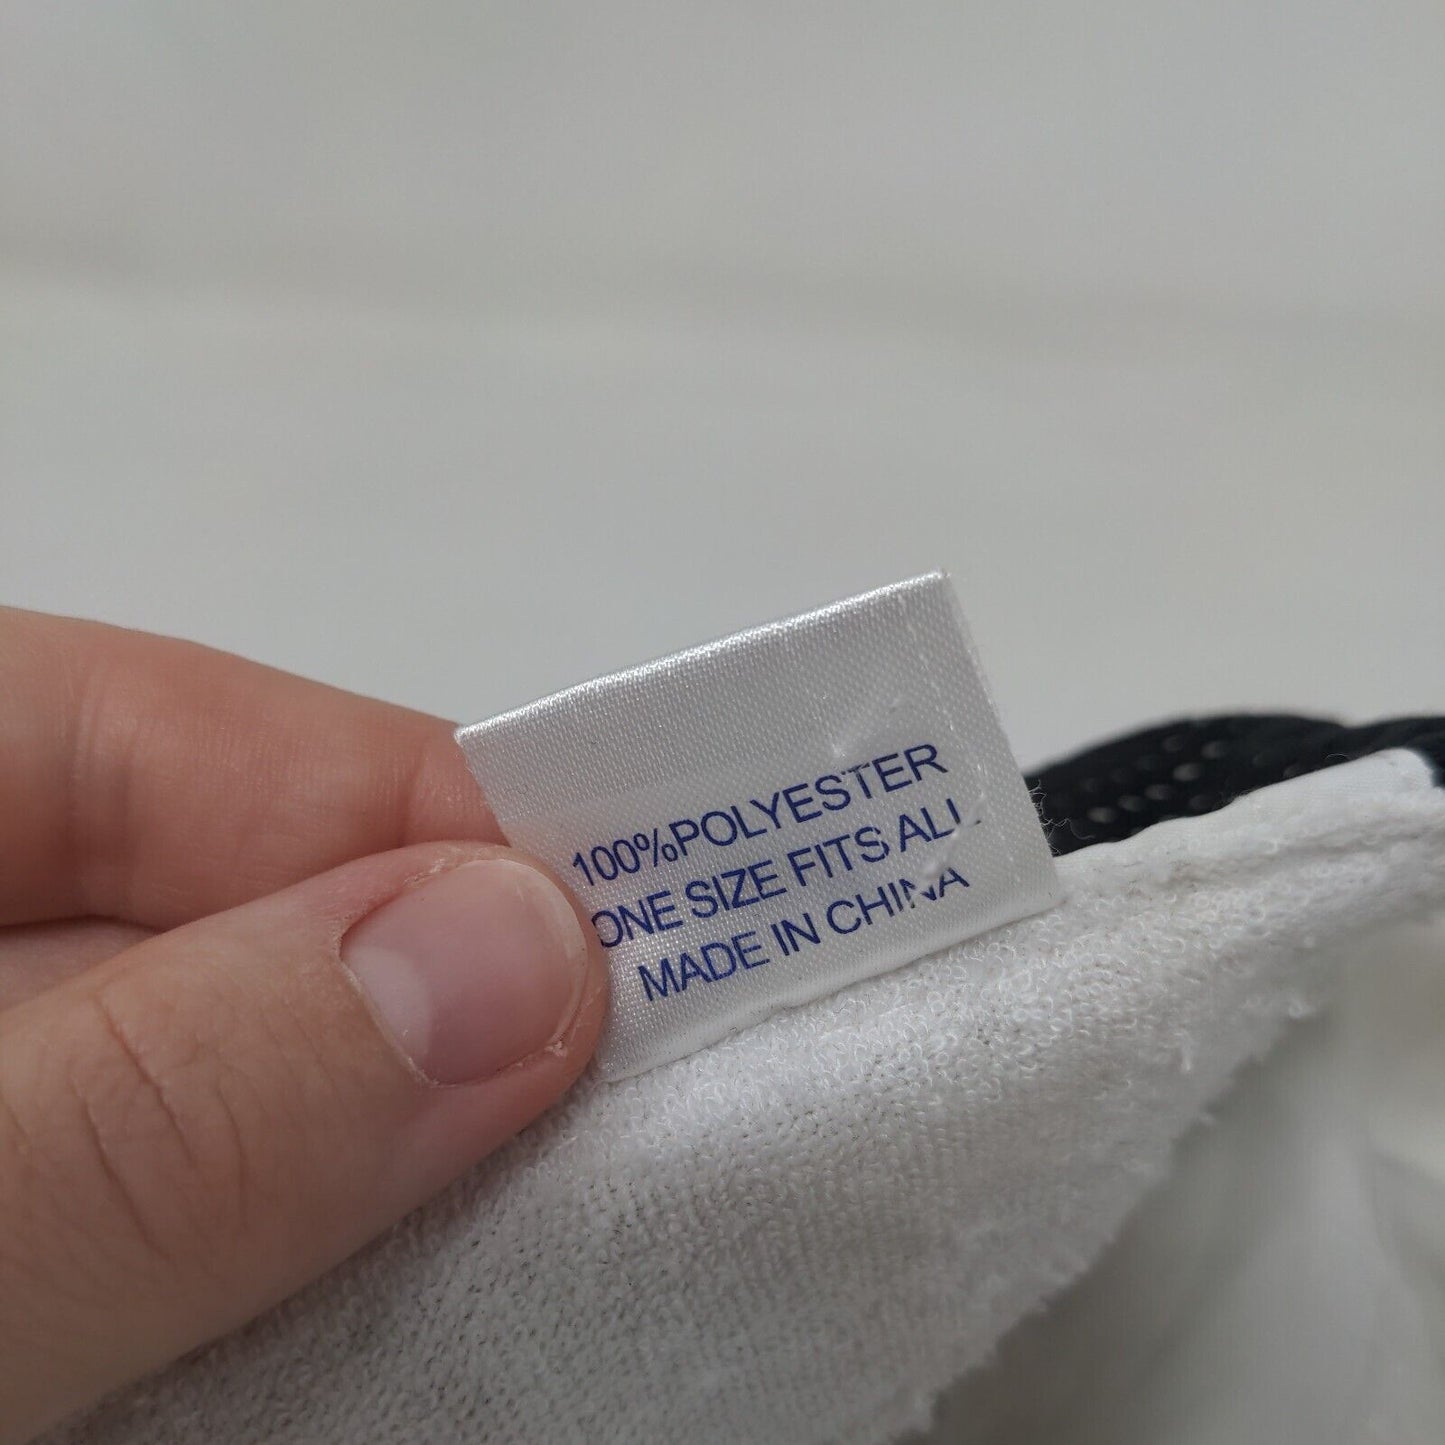 100%POLYESTER
ONE SIZE FITS ALL
MADE IN CHINA